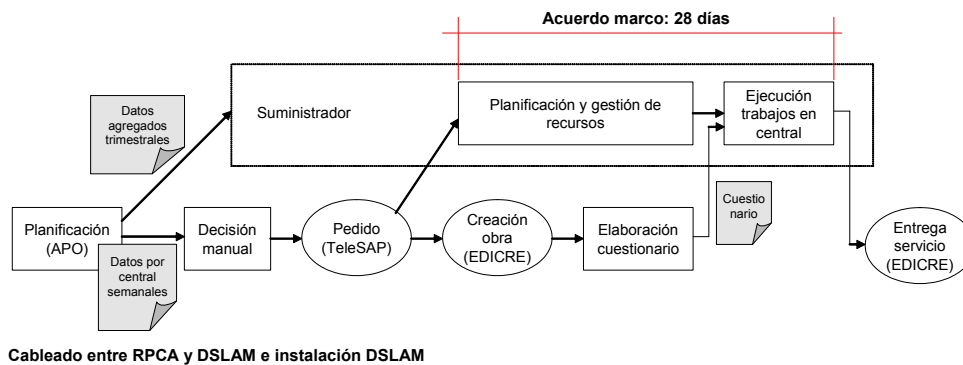 Acuerdo marco: 28 días
Datos
agregados
trimestrales
Suministrador
Planificación y gestión de
recursos
Ejecución
trabajos en
central
Planificación
(APO)
Datos por
central
semanales
Decisión
manual
Pedido
(TeleSAP)
Creación
obra
(EDICRE)
Elaboración
cuestionario
Cuestio
nario
Entrega
servicio
(EDICRE)
Cableado entre RPCA y DSLAM e instalación DSLAM